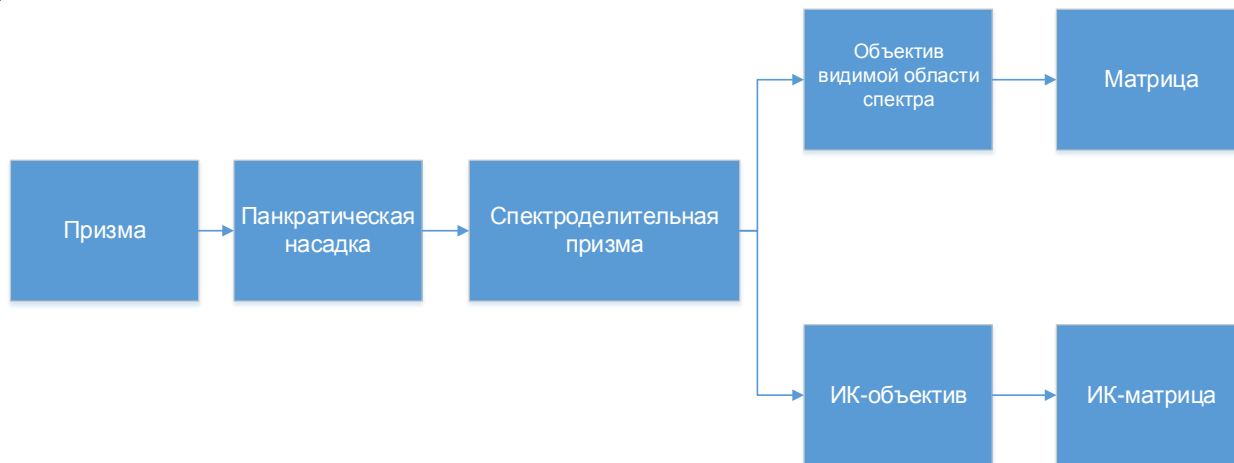 Призма
Панкратическая
насадка
Спектроделительная
призма
Объектив
видимой области
спектра
Матрица
ИК-объектив
ИК-матрица